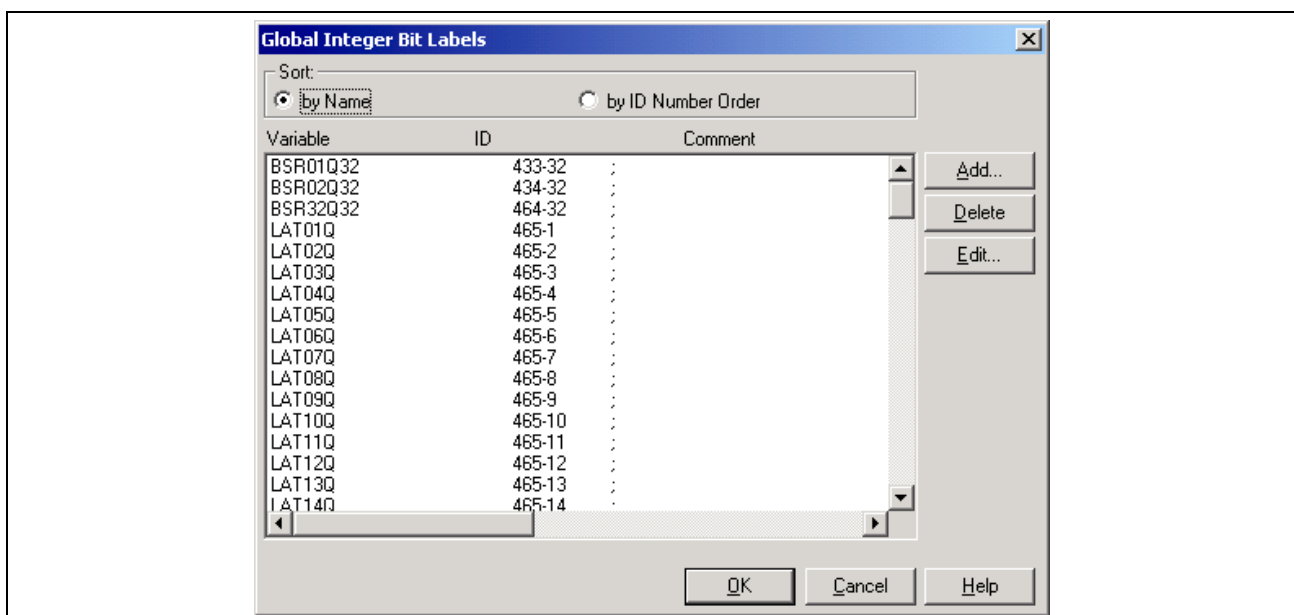 Global Integer Bit Labels
Sort:
by Name by ID Number Order
Variable ID Comment
BSR01Q32 433-32 ;
BSR02Q32 434-32 ;
BSR32Q32 464-32 ;
LAT01Q 465-1 ;
LAT02Q 465-2 ;
LAT03Q 465-3 ;
LAT04Q 465-4 ;
LAT05Q 465-5 ;
LAT06Q 465-6 ;
LAT07Q 465-7 ;
LAT08Q 465-8 ;
LAT09Q 465-9 ;
LAT10Q 465-10 ;
LAT11Q 465-11 ;
LAT12Q 465-12 ;
LAT13Q 465-13 ;
LAT14Q 465-14 ;
Add...
Delete
Edit...
OK Cancel Help